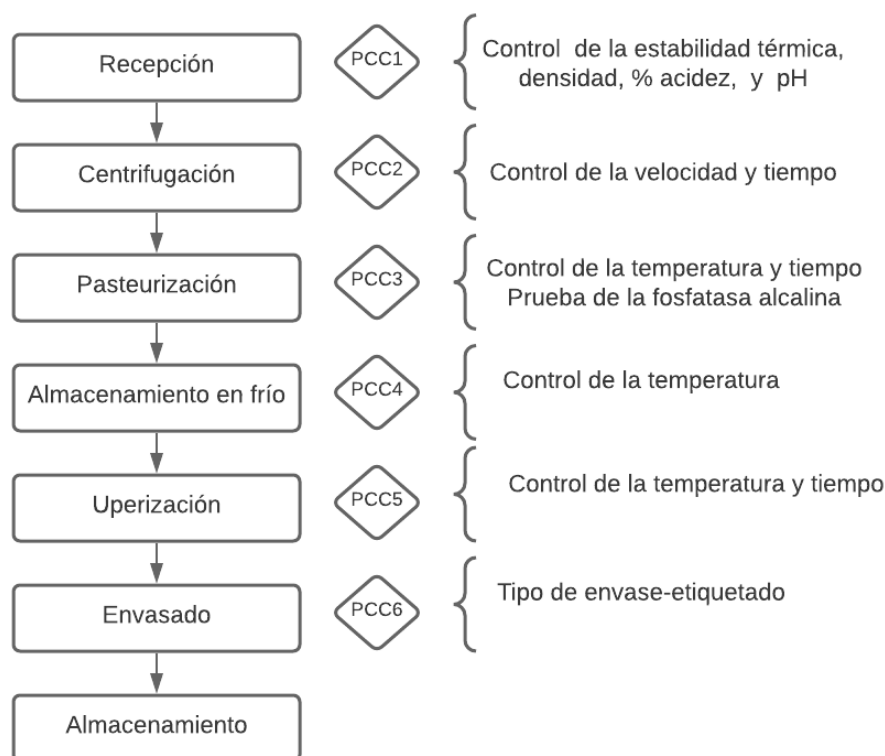 Recepción
PCC1
Control de la estabilidad térmica,
densidad, % acidez, y pH
Centrifugación
PCC2
Control de la velocidad y tiempo
Pasteurización
PCC3
Control de la temperatura y tiempo
Prueba de la fosfatasa alcalina
Almacenamiento en frío
PCC4
Control de la temperatura
Uperización
PCC5
Control de la temperatura y tiempo
Envasado
PCC6
Tipo de envase-etiquetado
Almacenamiento